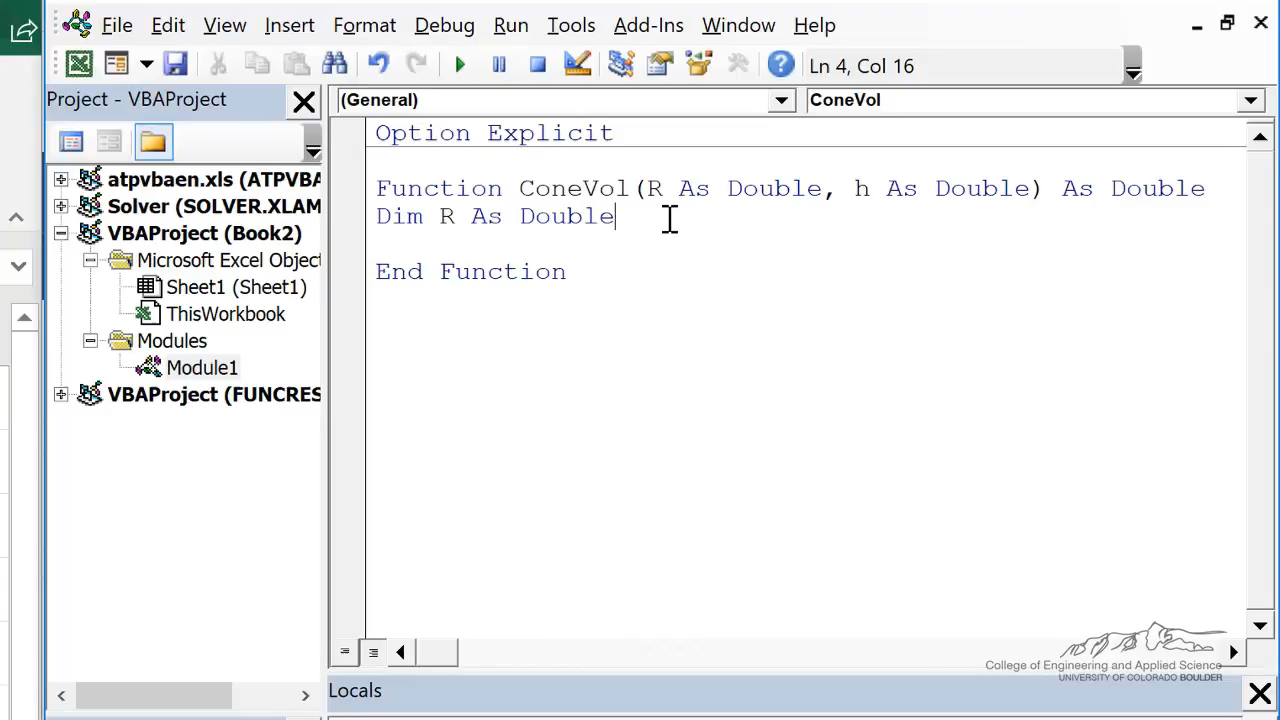 File Edit View Insert Format Debug Run Tools Add-Ins Window Help
Ln 4, Col 16
Project - VBAProject
(General)
ConeVol
atpvbaen.xls (ATPVBA
Solver (SOLVER.XLAM
VBAProject (Book2)
Microsoft Excel Object
Sheet1 (Sheet1)
ThisWorkbook
Modules
Module1
VBAProject (FUNCRES
Option Explicit
Function ConeVol(R As Double, h As Double) As Double
Dim R As Double
End Function
College of Engineering and Applied Science
UNIVERSITY OF COLORADO BOULDER
Locals